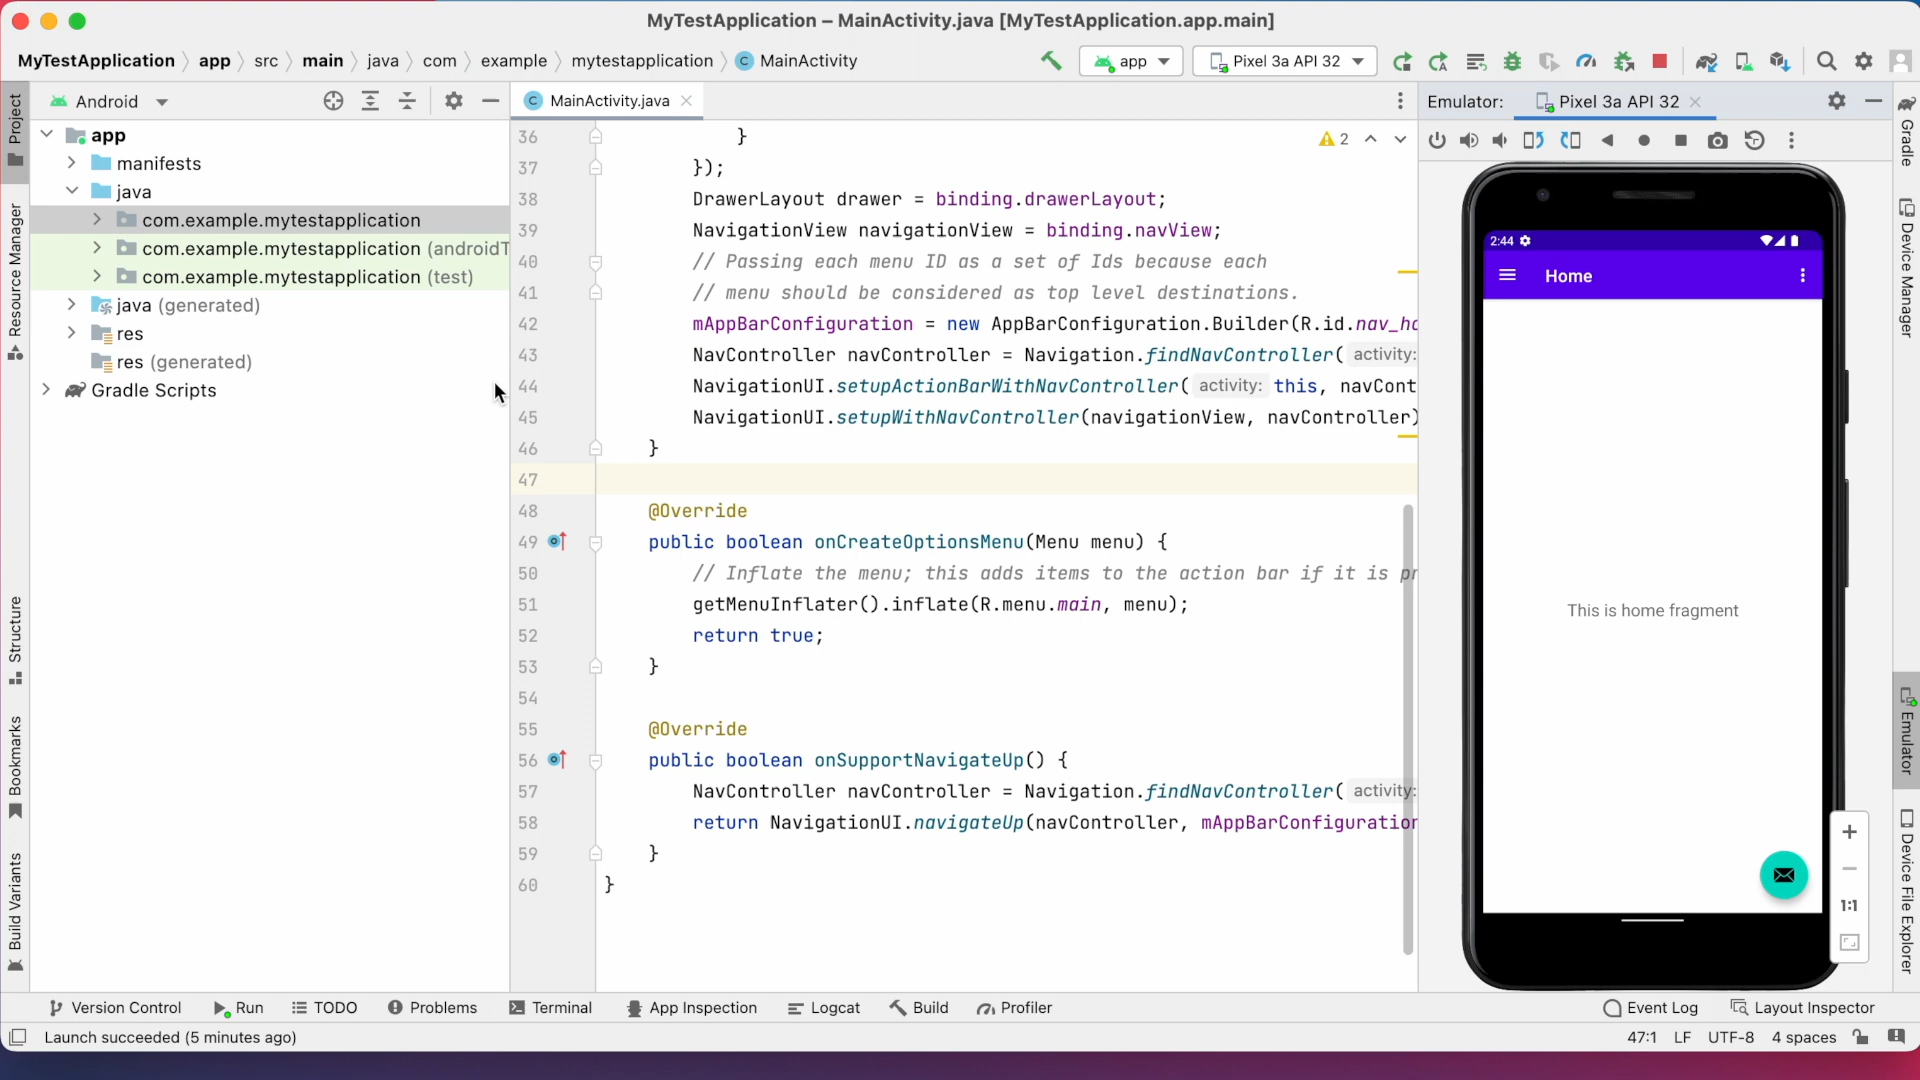 MyTestApplication – MainActivity.java [MyTestApplication.app.main]
MyTestApplication app src main java com example mytestapplication C MainActivity
app Pixel 3a API 32
Android
C MainActivity.java
Emulator: Pixel 3a API 32
Project
Resource Manager
Structure
Bookmarks
Build Variants
app
manifests
java
com.example.mytestapplication
com.example.mytestapplication (androidT
com.example.mytestapplication (test)
java (generated)
res
res (generated)
Gradle Scripts
2
36 }
37 });
38 DrawerLayout drawer = binding.drawerLayout;
39 NavigationView navigationView = binding.navView;
40 // Passing each menu ID as a set of Ids because each
41 // menu should be considered as top level destinations.
42 mAppBarConfiguration = new AppBarConfiguration.Builder(R.id.nav_ho
43 NavController navController = Navigation.findNavController( activity:
44 NavigationUI.setupActionBarWithNavController( activity: this, navCont
45 NavigationUI.setupWithNavController(navigationView, navController)
46 }
47
48 @Override
49 public boolean onCreateOptionsMenu(Menu menu) {
50 // Inflate the menu; this adds items to the action bar if it is pr
51 getMenuInflater().inflate(R.menu.main, menu);
52 return true;
53 }
54
55 @Override
56 public boolean onSupportNavigateUp() {
57 NavController navController = Navigation.findNavController( activity:
58 return NavigationUI.navigateUp(navController, mAppBarConfiguration
59 }
60 }
2:44
Home
This is home fragment
1:1
Gradle
Device Manager
Emulator
Device File Explorer
Version Control Run TODO Problems Terminal App Inspection Logcat Build Profiler Event Log Layout Inspector
Launch succeeded (5 minutes ago) 47:1 LF UTF-8 4 spaces